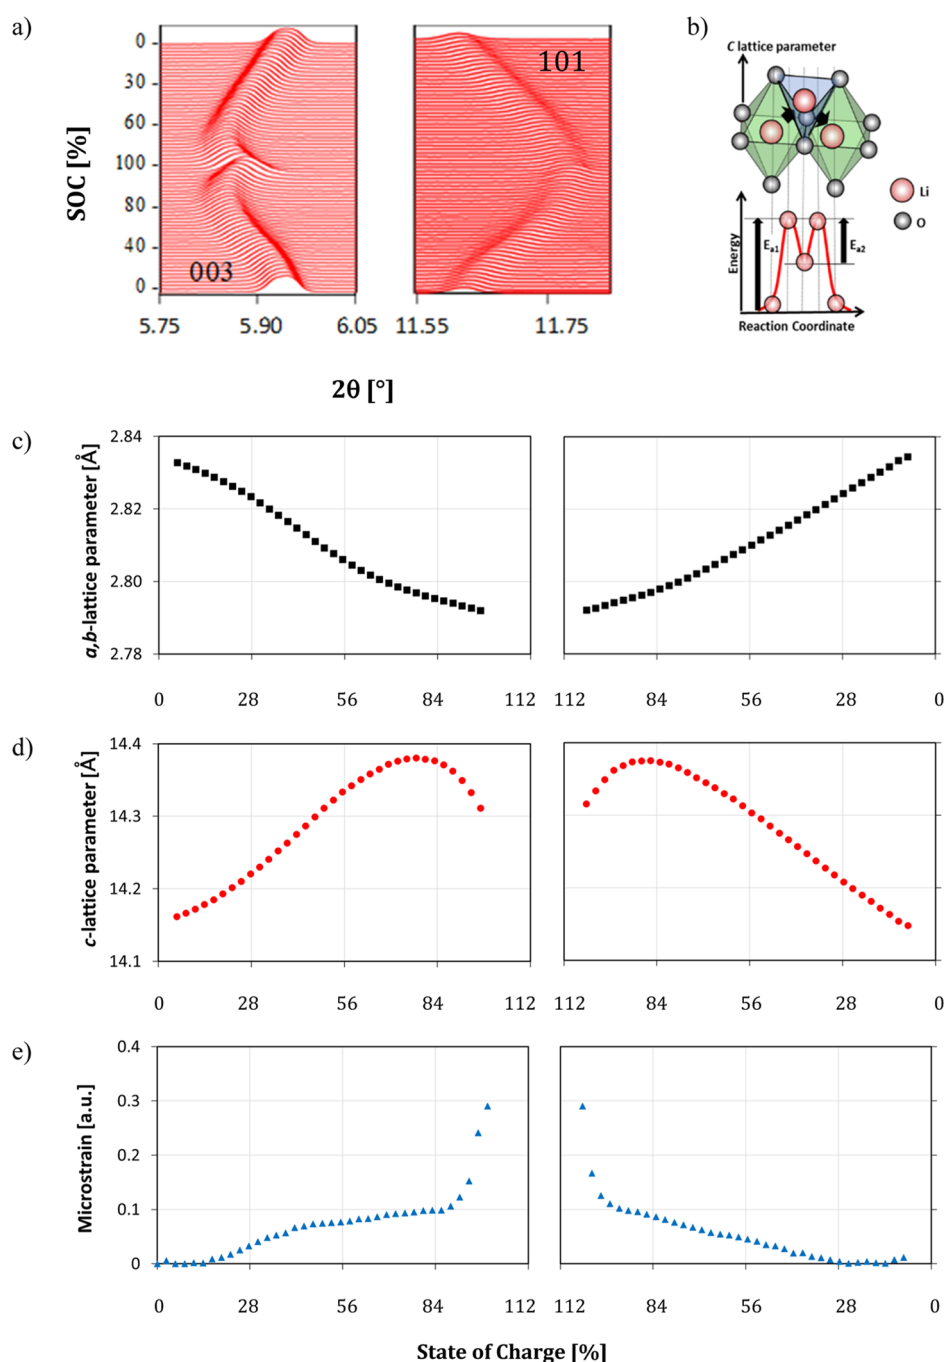 a)
SOC [%]
0
30
60
100
80
40
0
003
101
5.75 5.90 6.05
11.55 11.75
2θ [°]
b)
C lattice parameter
Li
O
Energy
Ea1
Ea2
Reaction Coordinate
c)
a,b-lattice parameter [Å]
2.84
2.82
2.80
2.78
0 28 56 84 112
112 84 56 28 0
d)
c-lattice parameter [Å]
14.4
14.3
14.2
14.1
0 28 56 84 112
112 84 56 28 0
e)
Microstrain [a.u.]
0.4
0.3
0.2
0.1
0
0 28 56 84 112
112 84 56 28 0
State of Charge [%]